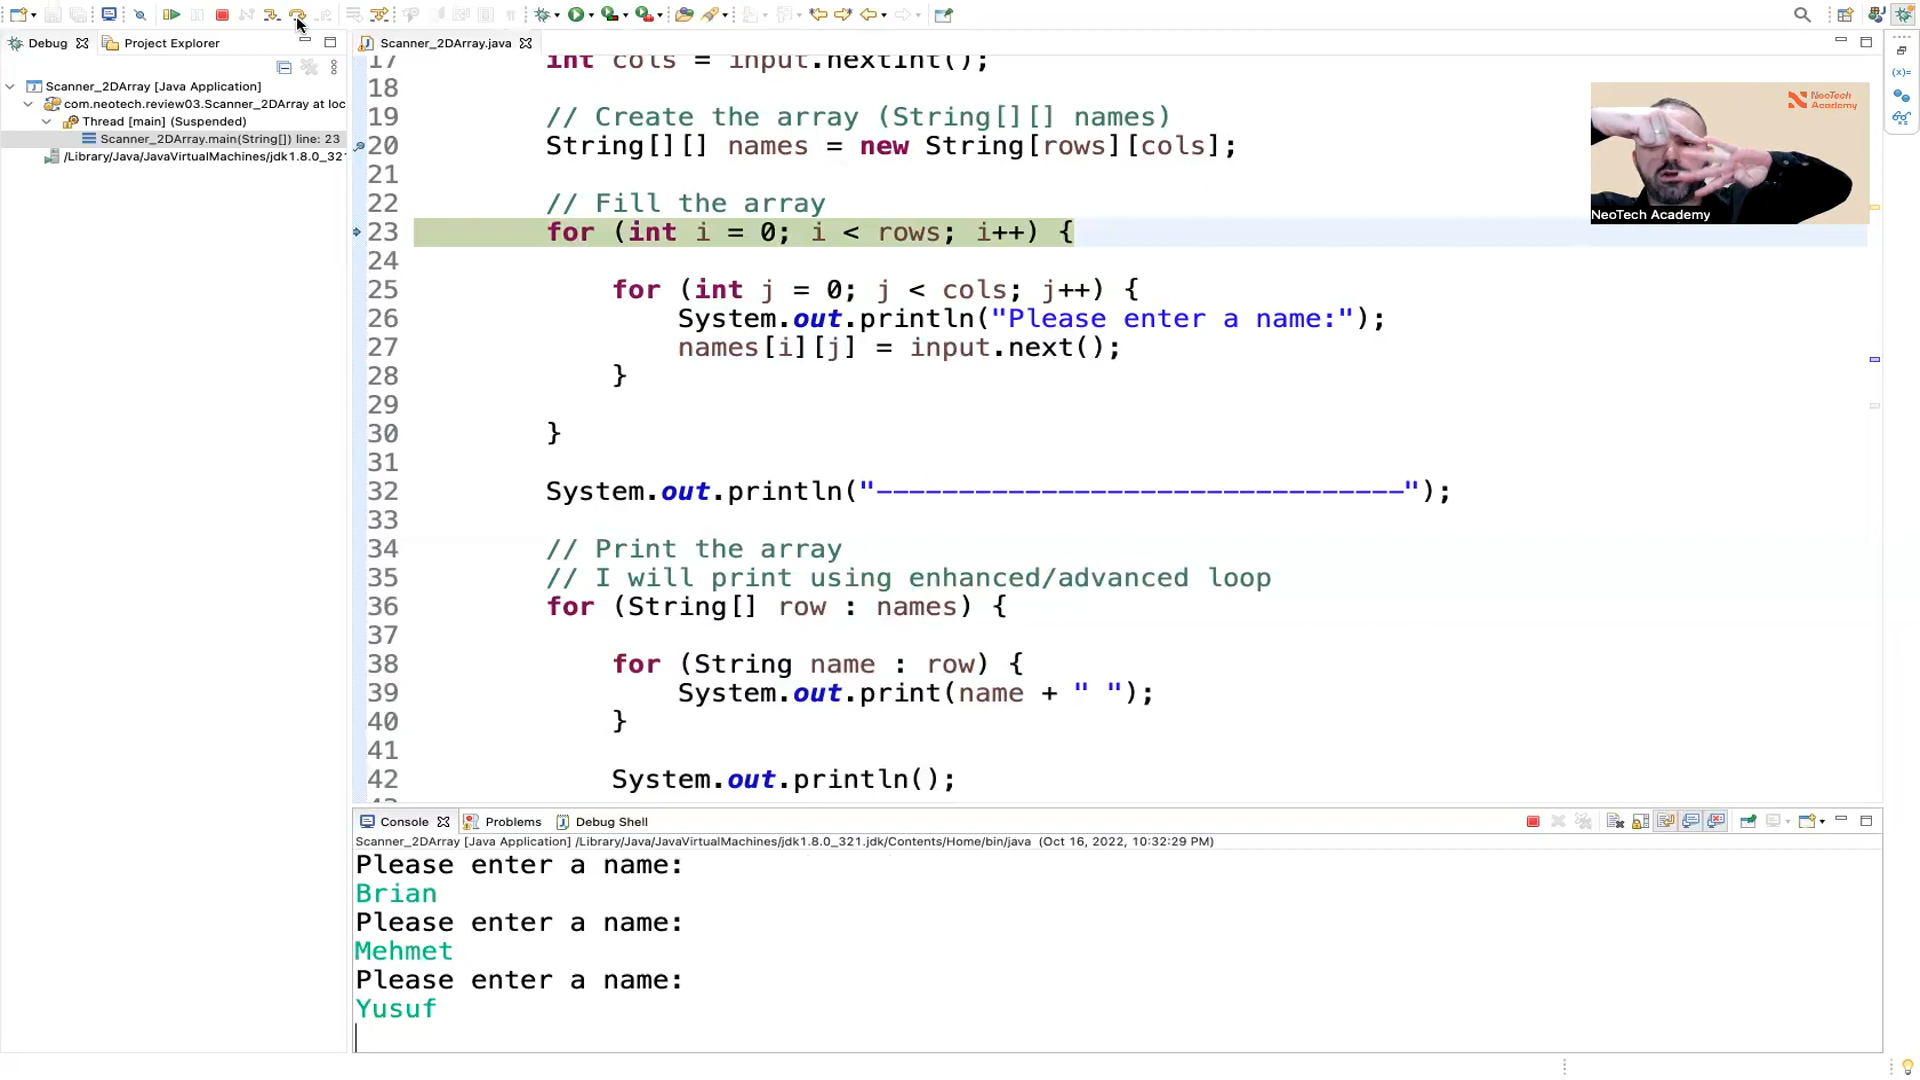 Debug
Project Explorer
Scanner_2DArray [Java Application]
com.neotech.review03.Scanner_2DArray at loc
Thread [main] (Suspended)
Scanner_2DArray.main(String[]) line: 23
/Library/Java/JavaVirtualMachines/jdk1.8.0_321
Scanner_2DArray.java
17 int cols = input.nextInt();
18
19 // Create the array (String[][] names)
20 String[][] names = new String[rows][cols];
21
22 // Fill the array
23 for (int i = 0; i < rows; i++) {
24
25 for (int j = 0; j < cols; j++) {
26 System.out.println("Please enter a name:");
27 names[i][j] = input.next();
28 }
29
30 }
31
32 System.out.println("--------------------------------");
33
34 // Print the array
35 // I will print using enhanced/advanced loop
36 for (String[] row : names) {
37
38 for (String name : row) {
39 System.out.print(name + " ");
40 }
41
42 System.out.println();
NeoTech
Academy
NeoTech Academy
Console
Problems
Debug Shell
Scanner_2DArray [Java Application] /Library/Java/JavaVirtualMachines/jdk1.8.0_321.jdk/Contents/Home/bin/java (Oct 16, 2022, 10:32:29 PM)
Please enter a name:
Brian
Please enter a name:
Mehmet
Please enter a name:
Yusuf